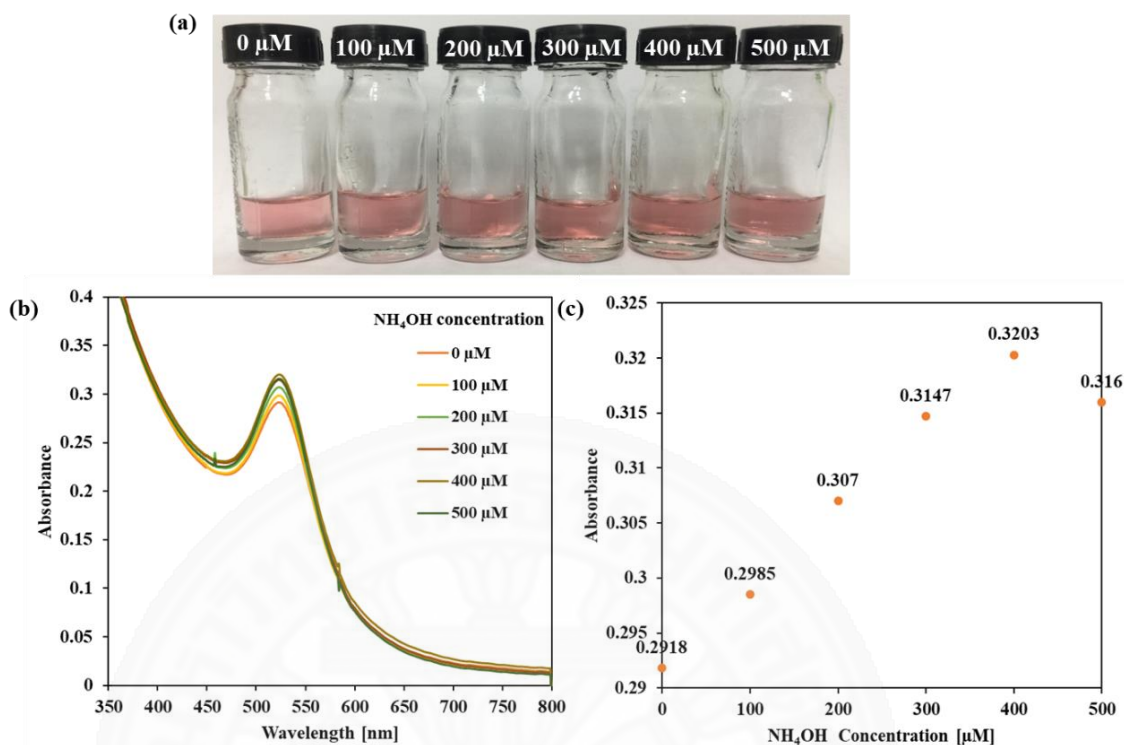 (a)
0 µM 100 µM 200 µM 300 µM 400 µM 500 µM
(b)
0.4
0.35
0.3
0.25
0.2
0.15
0.1
0.05
0
Absorbance
350 400 450 500 550 600 650 700 750 800
Wavelength [nm]
NH₄OH concentration
0 µM
100 µM
200 µM
300 µM
400 µM
500 µM
(c)
0.325
0.32
0.315
0.31
0.305
0.3
0.295
0.29
Absorbance
0.2918
0.2985
0.307
0.3147
0.3203
0.316
0 100 200 300 400 500
NH₄OH Concentration [µM]